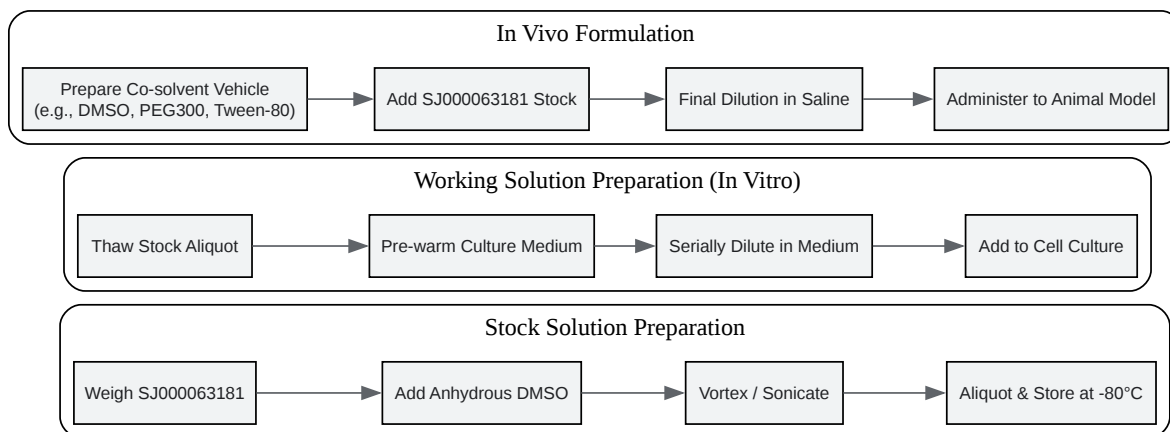 In Vivo Formulation
Prepare Co-solvent Vehicle
(e.g., DMSO, PEG300, Tween-80)
Add SJ000063181 Stock
Final Dilution in Saline
Administer to Animal Model
Working Solution Preparation (In Vitro)
Thaw Stock Aliquot
Pre-warm Culture Medium
Serially Dilute in Medium
Add to Cell Culture
Stock Solution Preparation
Weigh SJ000063181
Add Anhydrous DMSO
Vortex / Sonicate
Aliquot & Store at -80°C